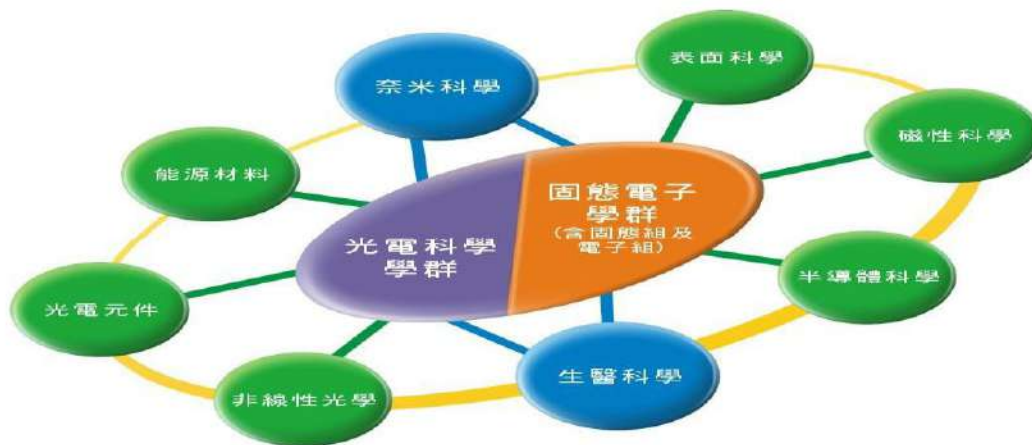 表面科學
奈米科學
磁性科學
能源材料
固態電子
學群
(含固態組及
電子組)
光電科學
學群
半導體科學
光電元件
生醫科學
非線性光學